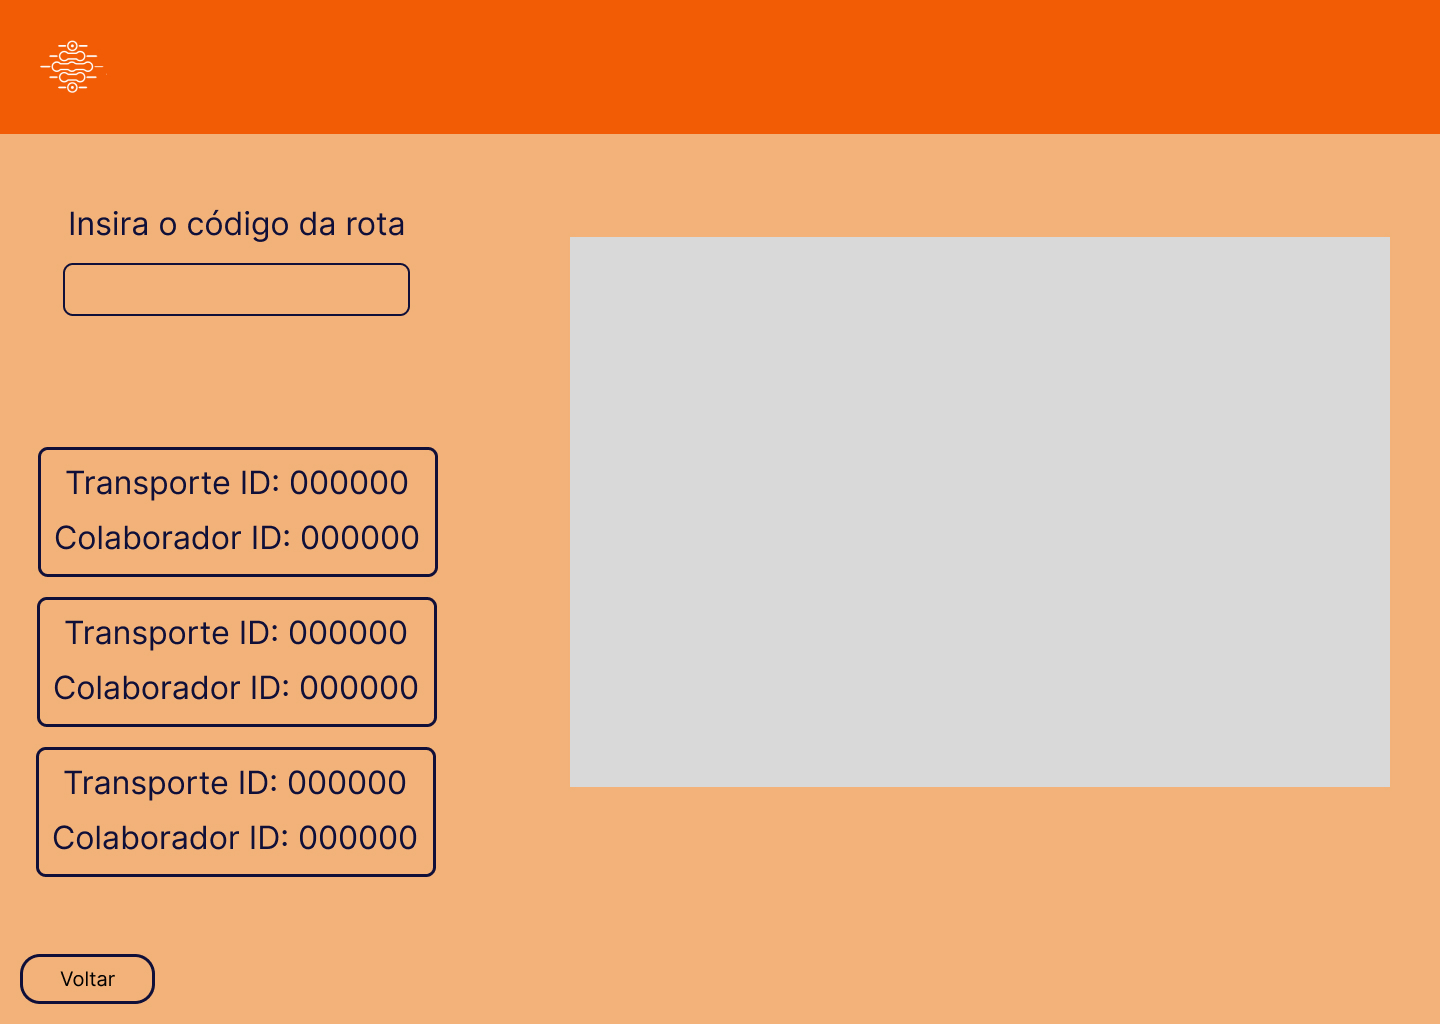 Insira o código da rota
Transporte ID: 000000
Colaborador ID: 000000
Transporte ID: 000000
Colaborador ID: 000000
Transporte ID: 000000
Colaborador ID: 000000
Voltar